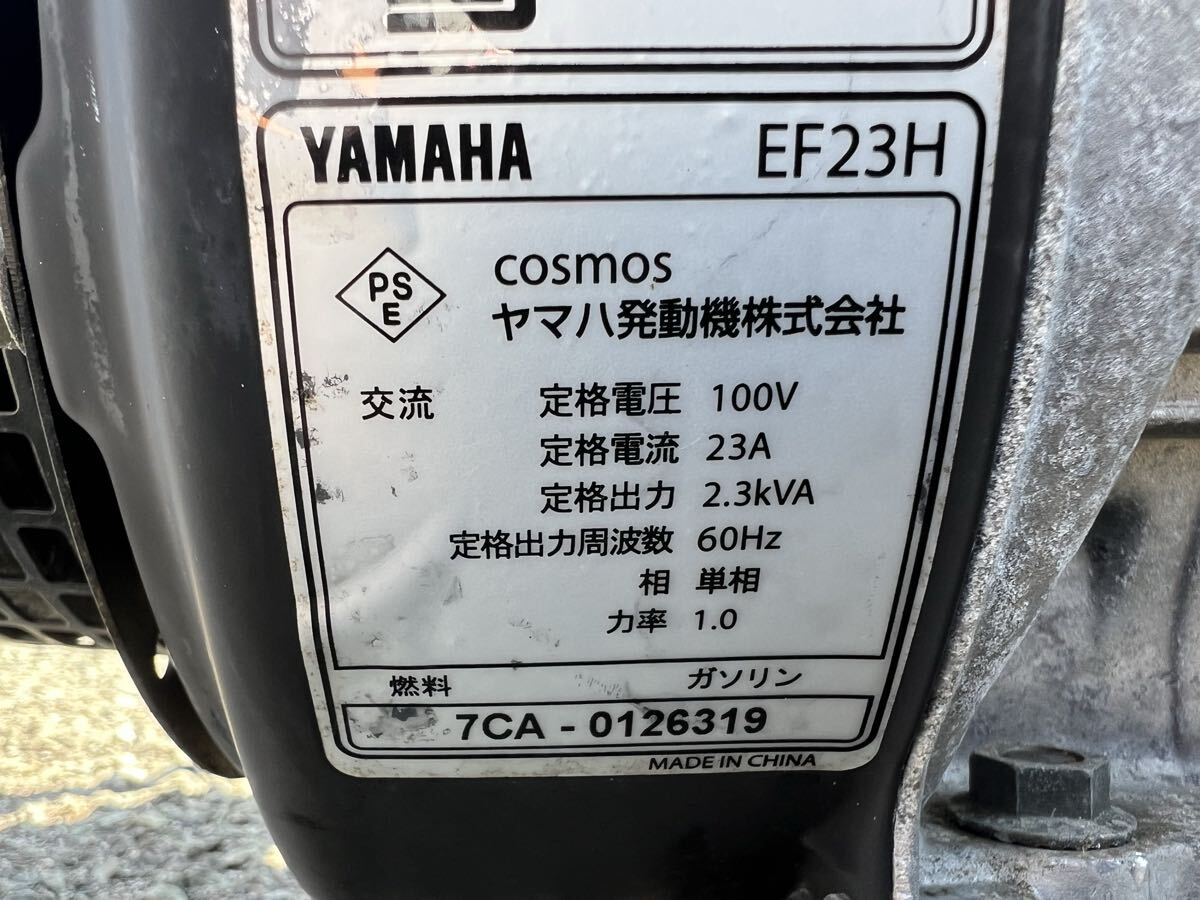 YAMAHA EF23H
PSE
cosmos
ヤマハ発動機株式会社
交流 定格電圧 100V
定格電流 23A
定格出力 2.3kVA
定格出力周波数 60Hz
相 単相
力率 1.0
燃料 ガソリン
7CA - 0126319
MADE IN CHINA